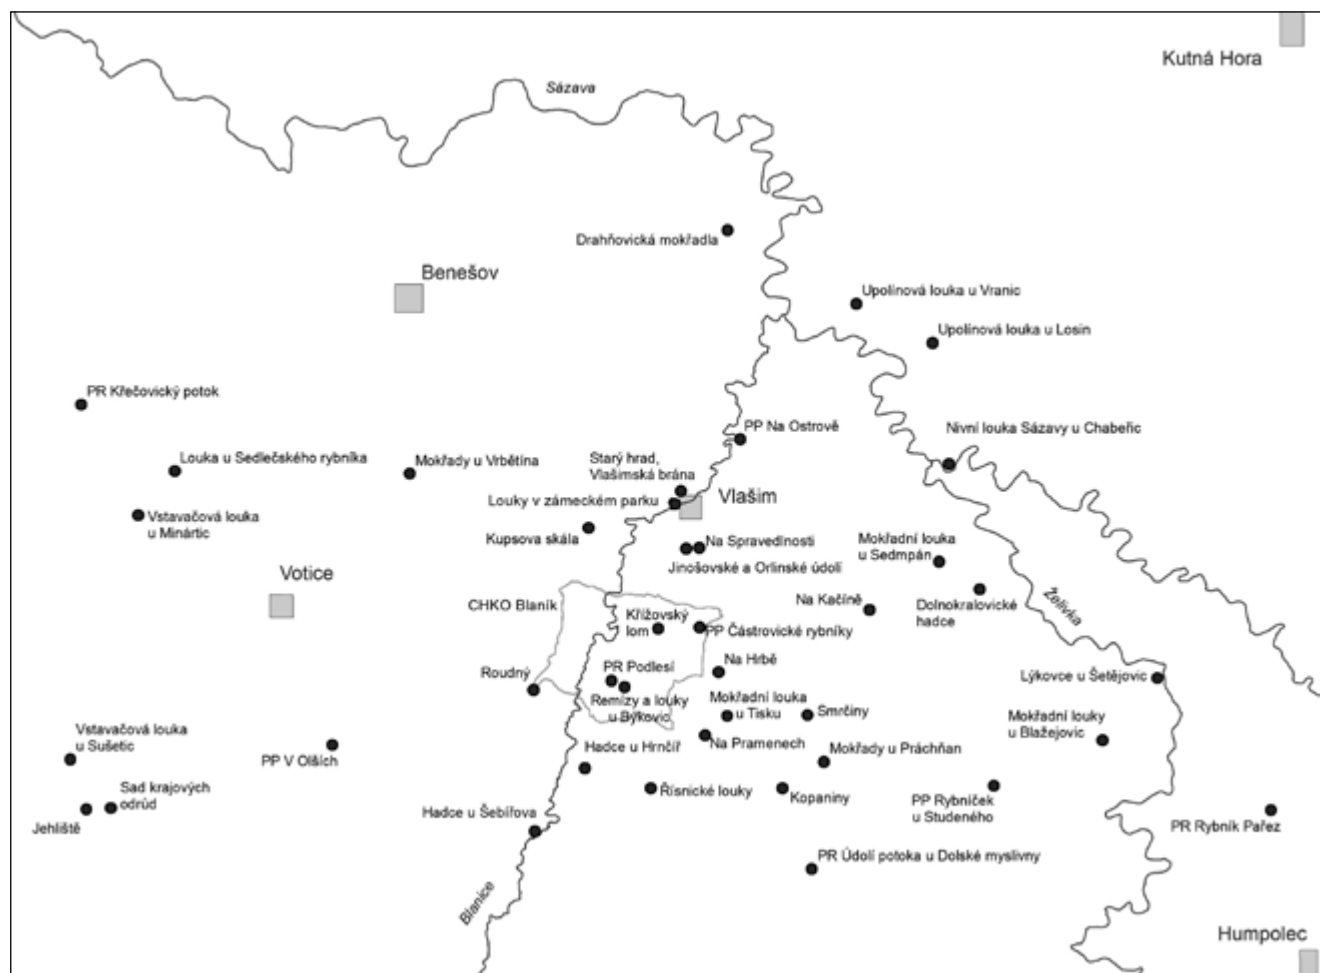 Kutná Hora
Sázava
Drahňovická mokřadla
Benešov
Upolínová louka u Vranic
Upolínová louka u Losin
PR Křečovický potok
PP Na Ostrově
Nivní louka Sázavy u Chabeřic
Louka u Sedlečského rybníka
Mokřady u Vrbětína
Starý hrad,
Vlašimská brána
Louky v zámeckém parku
Vlašim
Vstavačová louka
u Minártic
Kupsova skála
Na Spravedlnosti
Jinošovské a Orlinské údolí
Mokřadní louka
u Sedmpán
Votice
CHKO Blaník
Křížovský
lom
PP Částrovické rybníky
Na Kačíně
Dolnokralovické
hadce
Želivka
Roudný
PR Podlesí
Remízy a louky
u Býkovic
Na Hrbě
Mokřadní louka
u Tisku
Smrčiny
Lýkovce u Šetějovic
Mokřadní louky
u Blažejovic
Vstavačová louka
u Sušetic
PP V Olších
Hadce u Hrnčíř
Na Pramenech
Mokřady u Práchňan
Sad krajových
odrůd
Jehliště
Hadce u Šebířova
Řísnické louky
Kopaniny
PP Rybníček
u Studeného
PR Rybník Pařez
PR Údolí potoka u Dolské myslivny
Blanice
Humpolec